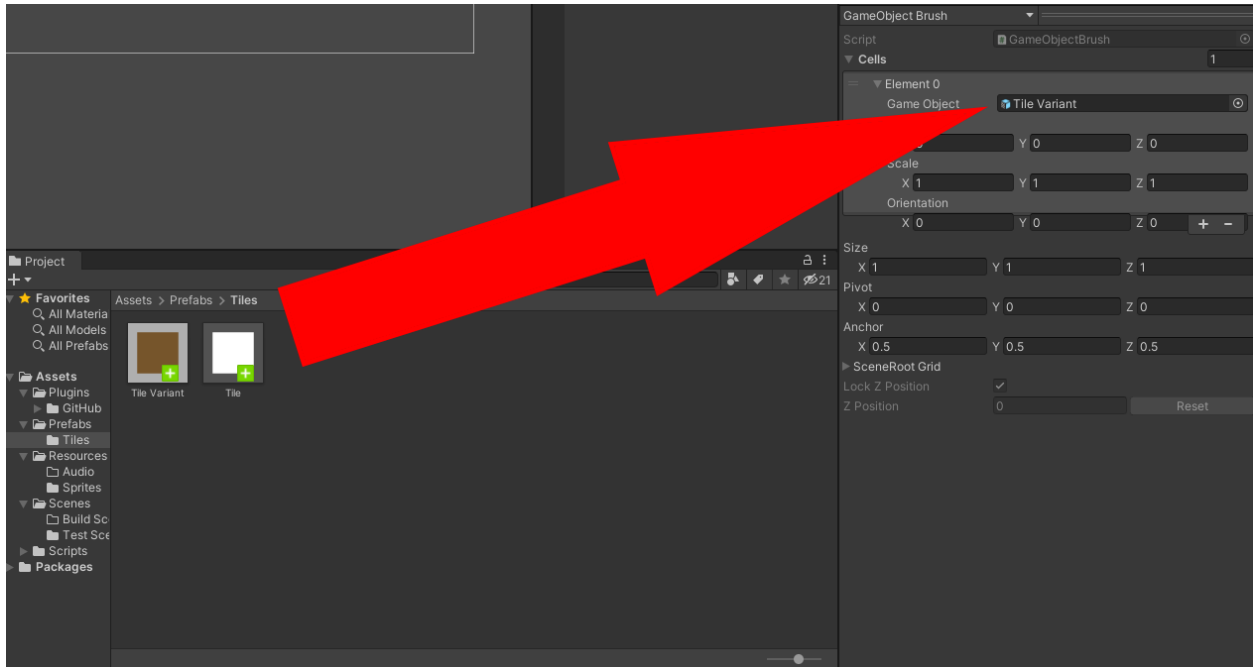 GameObject Brush
Script GameObjectBrush
Cells 1
Element 0
Game Object Tile Variant
Y 0 Z 0
Scale
X 1 Y 1 Z 1
Orientation
X 0 Y 0 Z 0 + -
Size
X 1 Y 1 Z 1
Pivot
X 0 Y 0 Z 0
Anchor
X 0.5 Y 0.5 Z 0.5
SceneRoot Grid
Lock Z Position
Z Position 0 Reset
Project
21
Favorites
All Materia
All Models
All Prefabs
Assets
Plugins
GitHub
Prefabs
Tiles
Resources
Audio
Sprites
Scenes
Build Sc
Test Sce
Scripts
Packages
Assets > Prefabs > Tiles
Tile Variant Tile